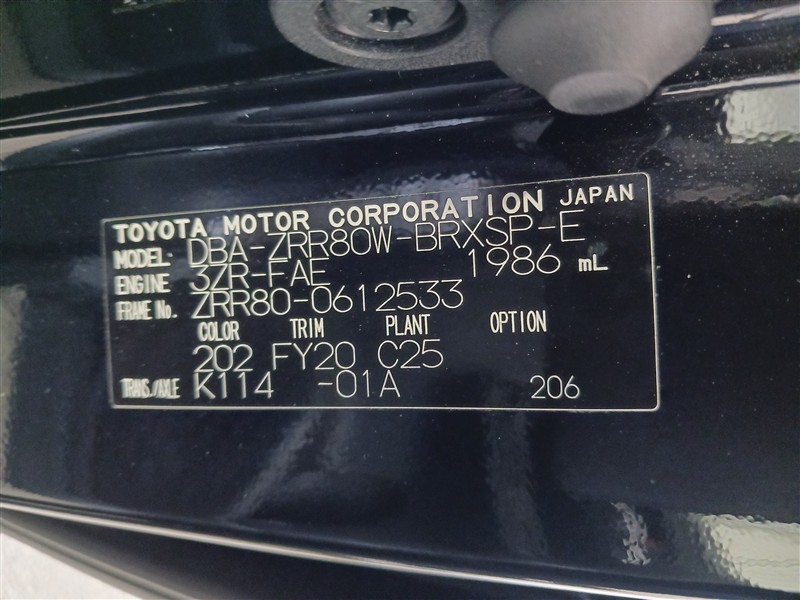 TOYOTA MOTOR CORPORATION JAPAN
MODEL DBA-ZRR80W-BRXSP-E
ENGINE 3ZR-FAE 1986 mL
FRAME No. ZRR80-0612533
COLOR TRIM PLANT OPTION
202 FY20 C25
TRANS./AXLE K114 -01A 206